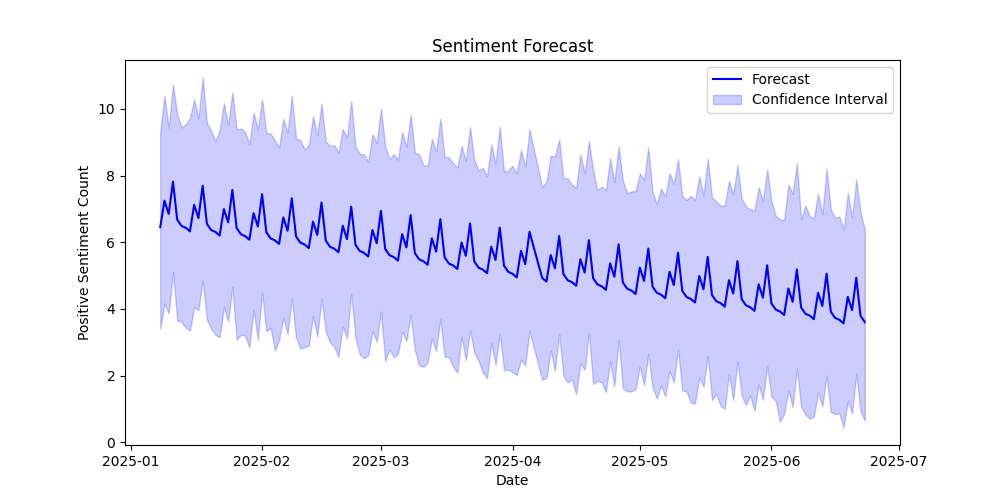 Sentiment Forecast
Forecast
Confidence Interval
Positive Sentiment Count
10
8
6
4
2
0
2025-01
2025-02
2025-03
2025-04
2025-05
2025-06
2025-07
Date